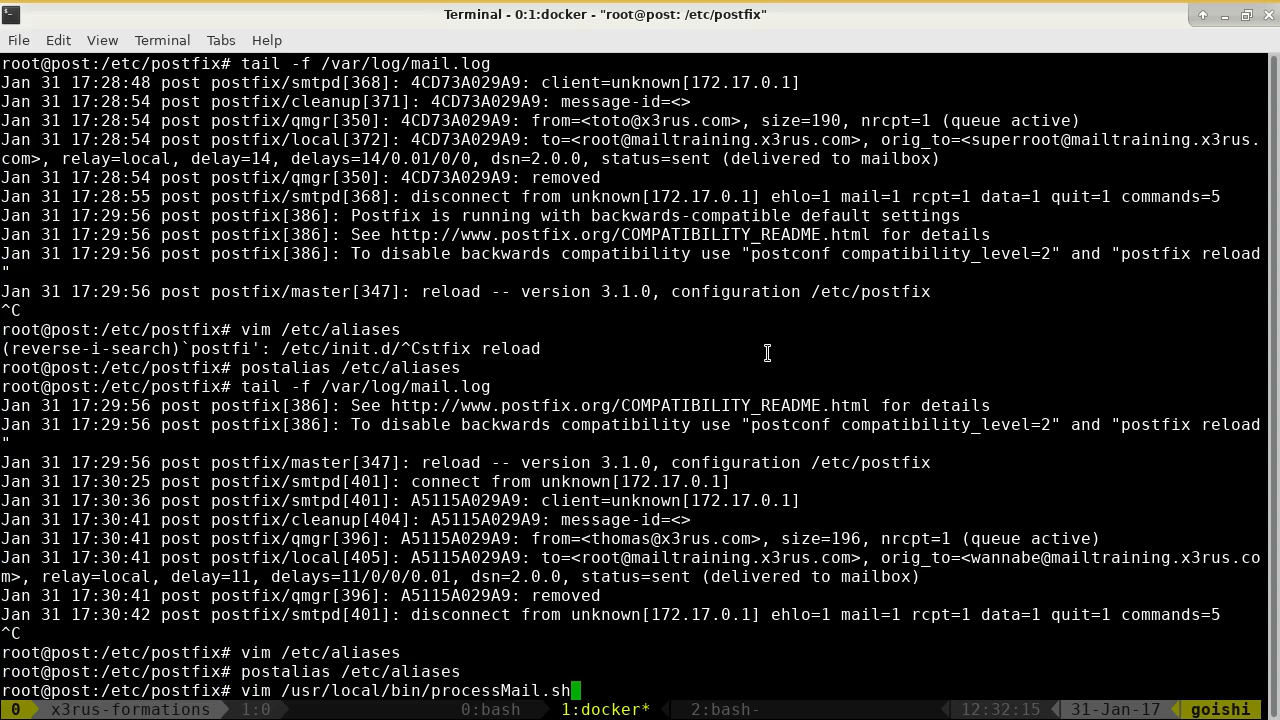 Terminal - 0:1:docker - "root@post: /etc/postfix"
File Edit View Terminal Tabs Help
root@post:/etc/postfix# tail -f /var/log/mail.log
Jan 31 17:28:48 post postfix/smtpd[368]: 4CD73A029A9: client=unknown[172.17.0.1]
Jan 31 17:28:54 post postfix/cleanup[371]: 4CD73A029A9: message-id=<>
Jan 31 17:28:54 post postfix/qmgr[350]: 4CD73A029A9: from=<toto@x3rus.com>, size=190, nrcpt=1 (queue active)
Jan 31 17:28:54 post postfix/local[372]: 4CD73A029A9: to=<root@mailtraining.x3rus.com>, orig_to=<superroot@mailtraining.x3rus.
com>, relay=local, delay=14, delays=14/0.01/0/0, dsn=2.0.0, status=sent (delivered to mailbox)
Jan 31 17:28:54 post postfix/qmgr[350]: 4CD73A029A9: removed
Jan 31 17:28:55 post postfix/smtpd[368]: disconnect from unknown[172.17.0.1] ehlo=1 mail=1 rcpt=1 data=1 quit=1 commands=5
Jan 31 17:29:56 post postfix[386]: Postfix is running with backwards-compatible default settings
Jan 31 17:29:56 post postfix[386]: See http://www.postfix.org/COMPATIBILITY_README.html for details
Jan 31 17:29:56 post postfix[386]: To disable backwards compatibility use "postconf compatibility_level=2" and "postfix reload
"
Jan 31 17:29:56 post postfix/master[347]: reload -- version 3.1.0, configuration /etc/postfix
^C
root@post:/etc/postfix# vim /etc/aliases
(reverse-i-search)`postfi': /etc/init.d/^Cstfix reload
root@post:/etc/postfix# postalias /etc/aliases
root@post:/etc/postfix# tail -f /var/log/mail.log
Jan 31 17:29:56 post postfix[386]: See http://www.postfix.org/COMPATIBILITY_README.html for details
Jan 31 17:29:56 post postfix[386]: To disable backwards compatibility use "postconf compatibility_level=2" and "postfix reload
"
Jan 31 17:29:56 post postfix/master[347]: reload -- version 3.1.0, configuration /etc/postfix
Jan 31 17:30:25 post postfix/smtpd[401]: connect from unknown[172.17.0.1]
Jan 31 17:30:36 post postfix/smtpd[401]: A5115A029A9: client=unknown[172.17.0.1]
Jan 31 17:30:41 post postfix/cleanup[404]: A5115A029A9: message-id=<>
Jan 31 17:30:41 post postfix/qmgr[396]: A5115A029A9: from=<thomas@x3rus.com>, size=196, nrcpt=1 (queue active)
Jan 31 17:30:41 post postfix/local[405]: A5115A029A9: to=<root@mailtraining.x3rus.com>, orig_to=<wannabe@mailtraining.x3rus.co
m>, relay=local, delay=11, delays=11/0/0/0.01, dsn=2.0.0, status=sent (delivered to mailbox)
Jan 31 17:30:41 post postfix/qmgr[396]: A5115A029A9: removed
Jan 31 17:30:42 post postfix/smtpd[401]: disconnect from unknown[172.17.0.1] ehlo=1 mail=1 rcpt=1 data=1 quit=1 commands=5
^C
root@post:/etc/postfix# vim /etc/aliases
root@post:/etc/postfix# postalias /etc/aliases
root@post:/etc/postfix# vim /usr/local/bin/processMail.sh
0 x3rus-formations 1:0 0:bash 1:docker* 2:bash- 12:32:15 31-Jan-17 goishi